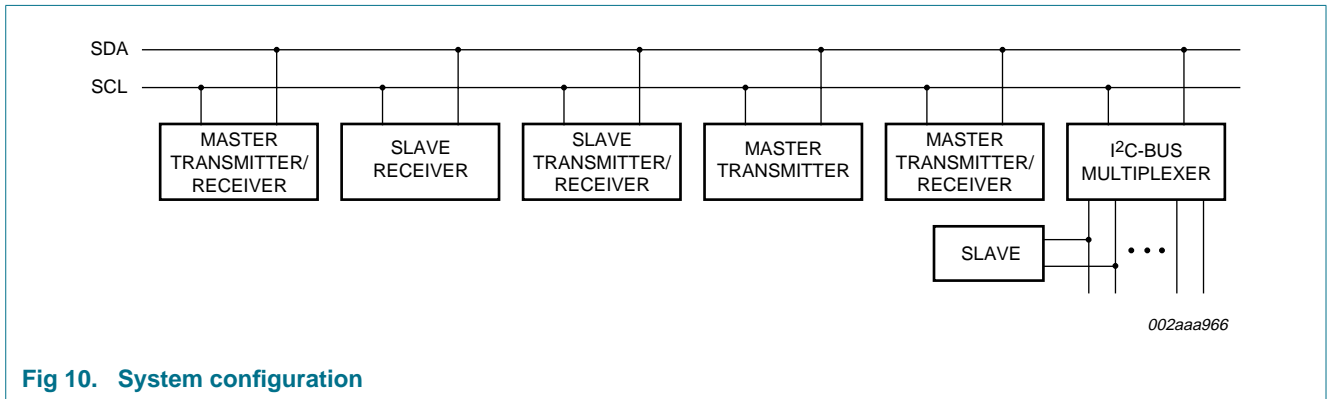 SDA
SCL
MASTER
TRANSMITTER/
RECEIVER
SLAVE
RECEIVER
SLAVE
TRANSMITTER/
RECEIVER
MASTER
TRANSMITTER
MASTER
TRANSMITTER/
RECEIVER
I²C-BUS
MULTIPLEXER
SLAVE
002aaa966
Fig 10. System configuration